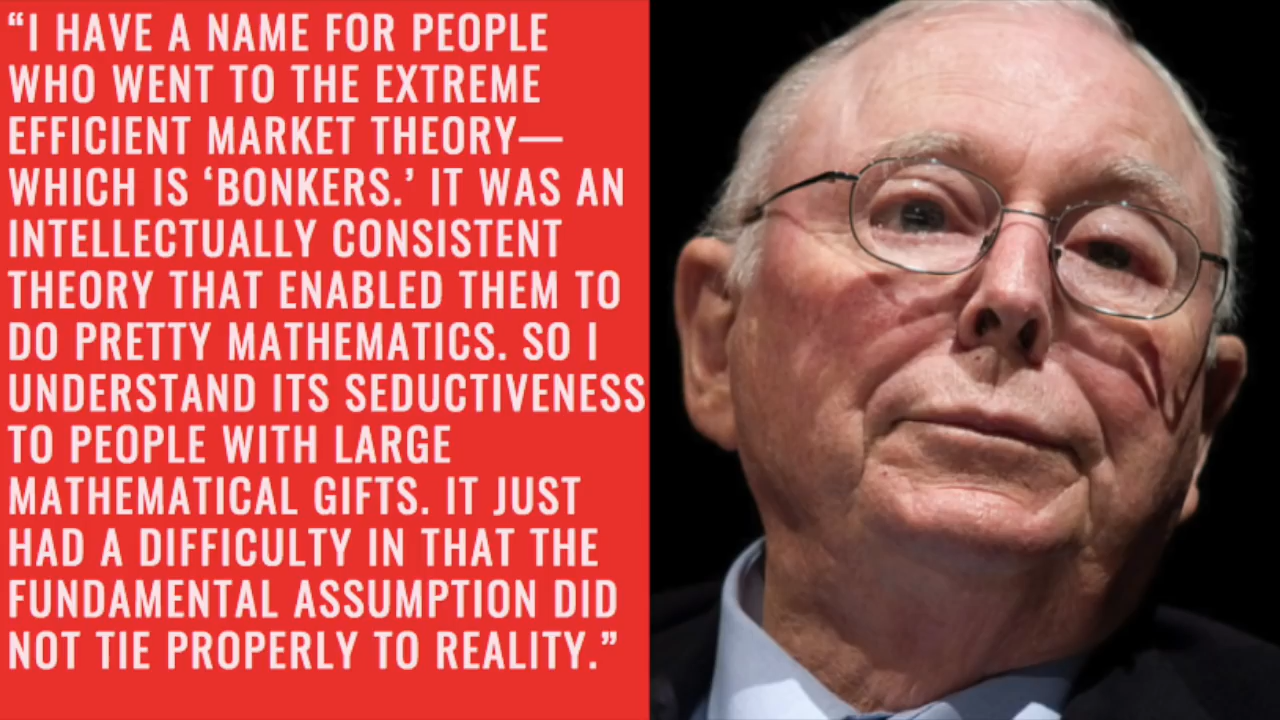 “I HAVE A NAME FOR PEOPLE
WHO WENT TO THE EXTREME
EFFICIENT MARKET THEORY—
WHICH IS ‘BONKERS.’ IT WAS AN
INTELLECTUALLY CONSISTENT
THEORY THAT ENABLED THEM TO
DO PRETTY MATHEMATICS. SO I
UNDERSTAND ITS SEDUCTIVENESS
TO PEOPLE WITH LARGE
MATHEMATICAL GIFTS. IT JUST
HAD A DIFFICULTY IN THAT THE
FUNDAMENTAL ASSUMPTION DID
NOT TIE PROPERLY TO REALITY.”